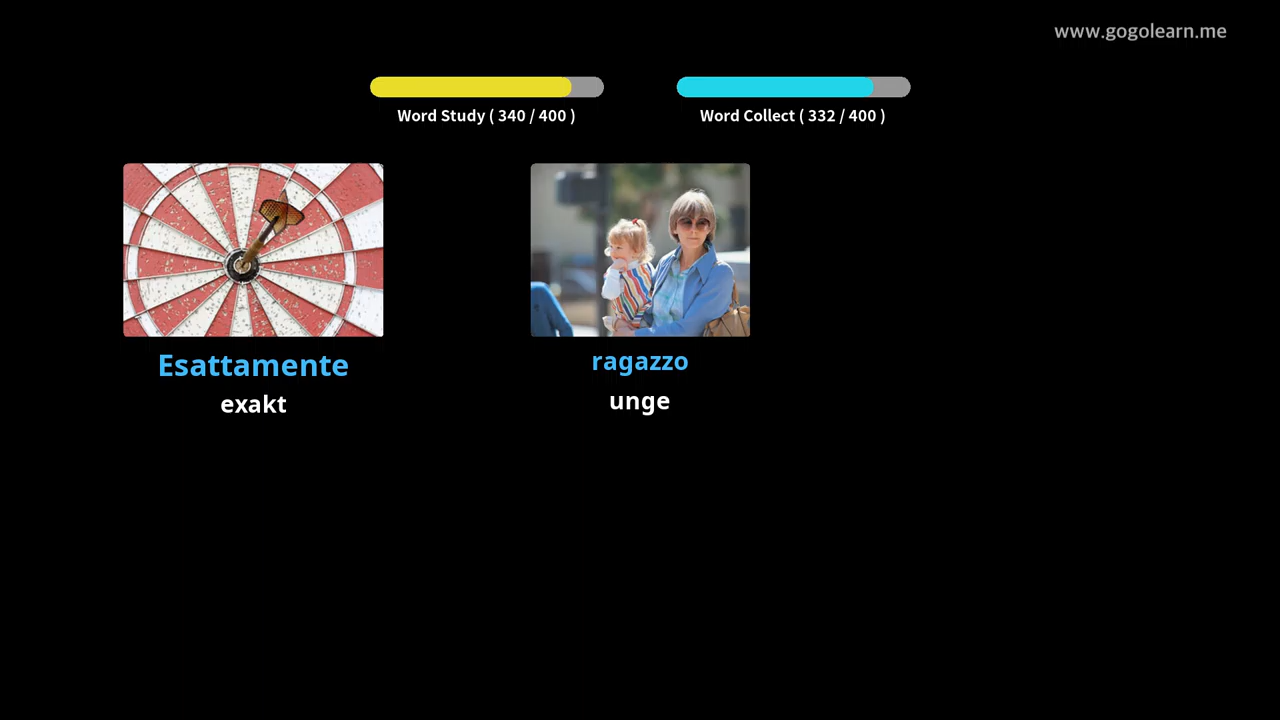 www.gogolearn.me
Word Study ( 340 / 400 )
Word Collect ( 332 / 400 )
Esattamente
exakt
ragazzo
unge